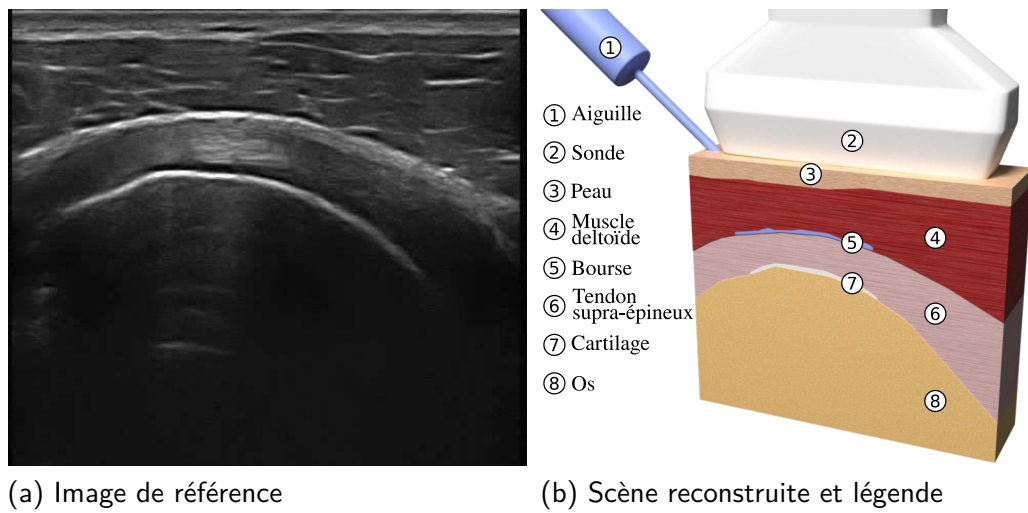 ① Aiguille
② Sonde
③ Peau
④ Muscle
deltoïde
⑤ Bourse
⑥ Tendon
supra-épineux
⑦ Cartilage
⑧ Os
①
②
③
④
⑤
⑦
⑥
⑧
(a) Image de référence
(b) Scène reconstruite et légende